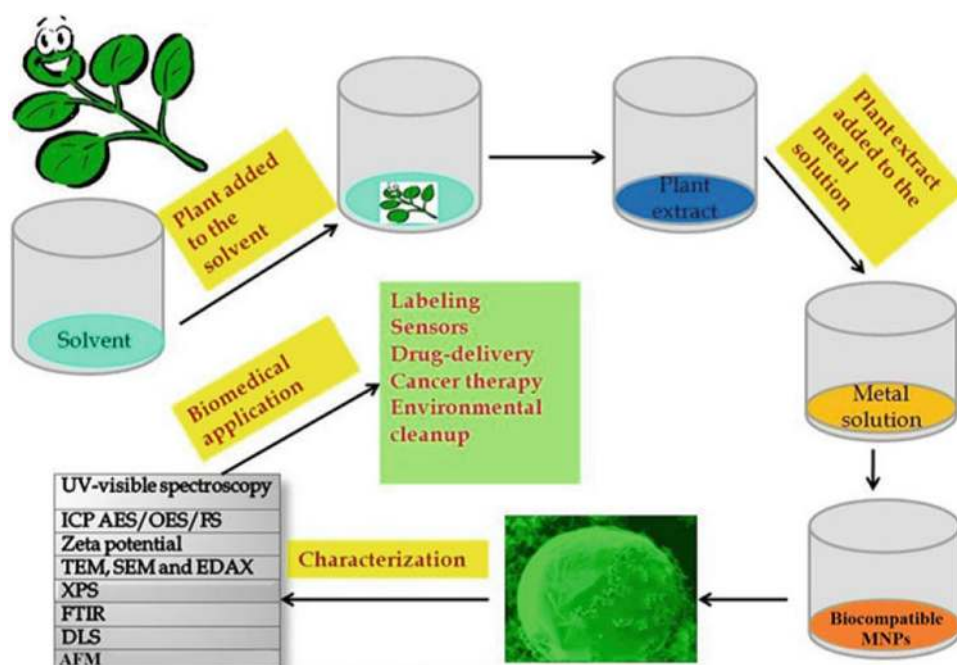 Plant added
to the
solvent
Solvent
Plant
extract
Plant extract
added to the
metal
solution
Metal
solution
Biocompatible
MNPs
Characterization
UV-visible spectroscopy
ICP AES/OES/FS
Zeta potential
TEM, SEM and EDAX
XPS
FTIR
DLS
AFM
Biomedical
application
Labeling
Sensors
Drug-delivery
Cancer therapy
Environmental
cleanup